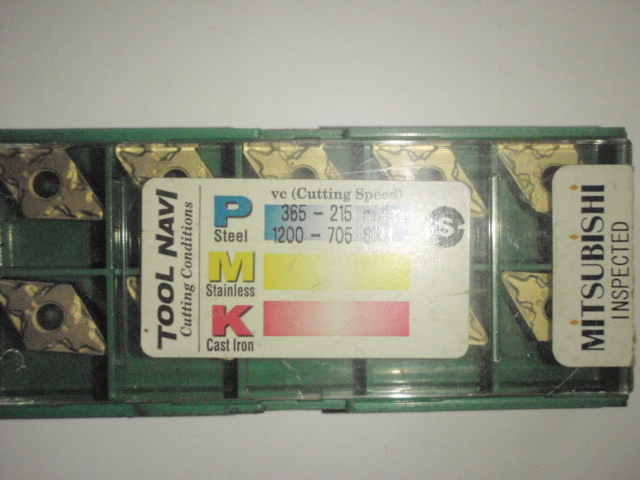 TOOL NAVI
Cutting Conditions
vc (Cutting Speed)
P
Steel
365 - 215
1200 - 705
M
Stainless
K
Cast Iron
MITSUBISHI
INSPECTED